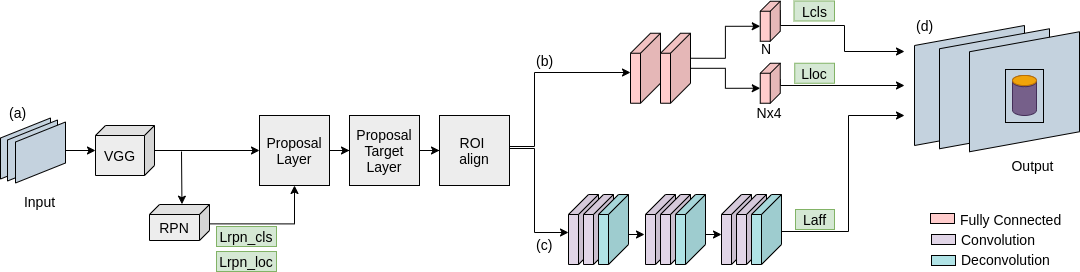 (a)
Input
VGG
RPN
Lrpn_cls
Lrpn_loc
Proposal
Layer
Proposal
Target
Layer
ROI
align
(b)
(c)
N
Lcls
Lloc
Nx4
Laff
(d)
Output
Fully Connected
Convolution
Deconvolution